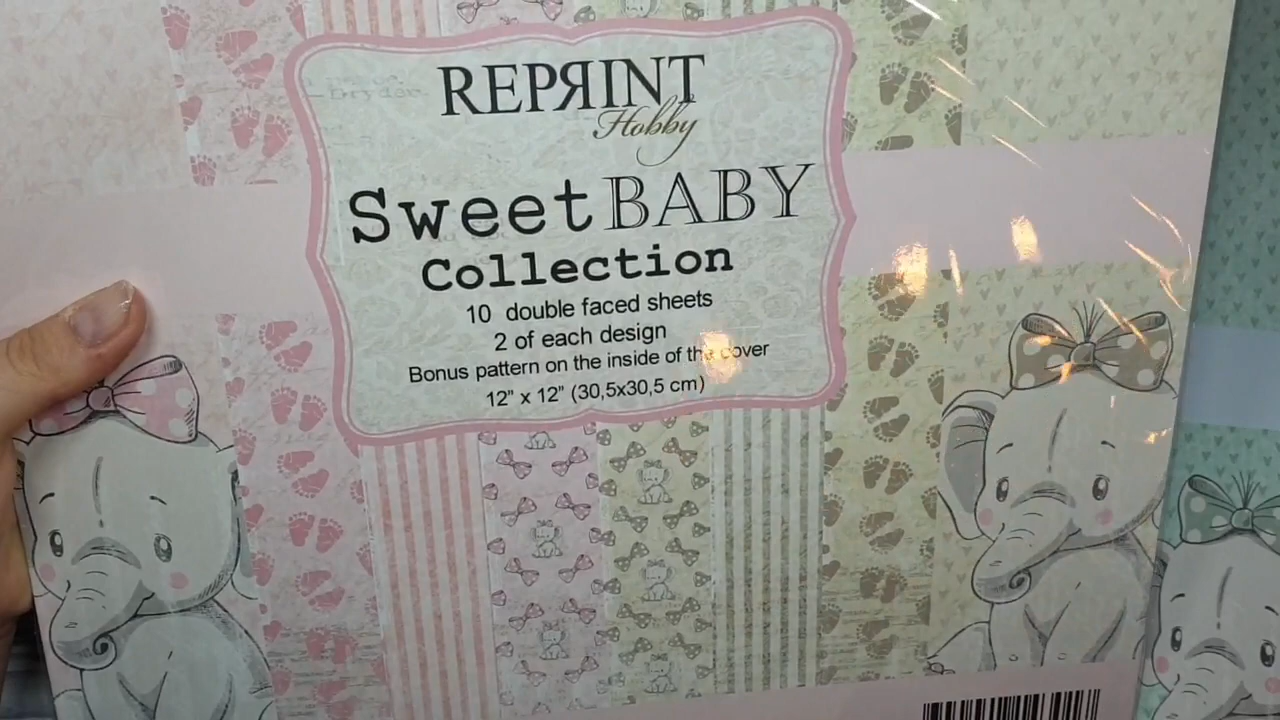 REPRINT
Hobby
Sweet BABY
Collection
10 double faced sheets
2 of each design
Bonus pattern on the inside of the cover
12" x 12" (30,5x30,5 cm)